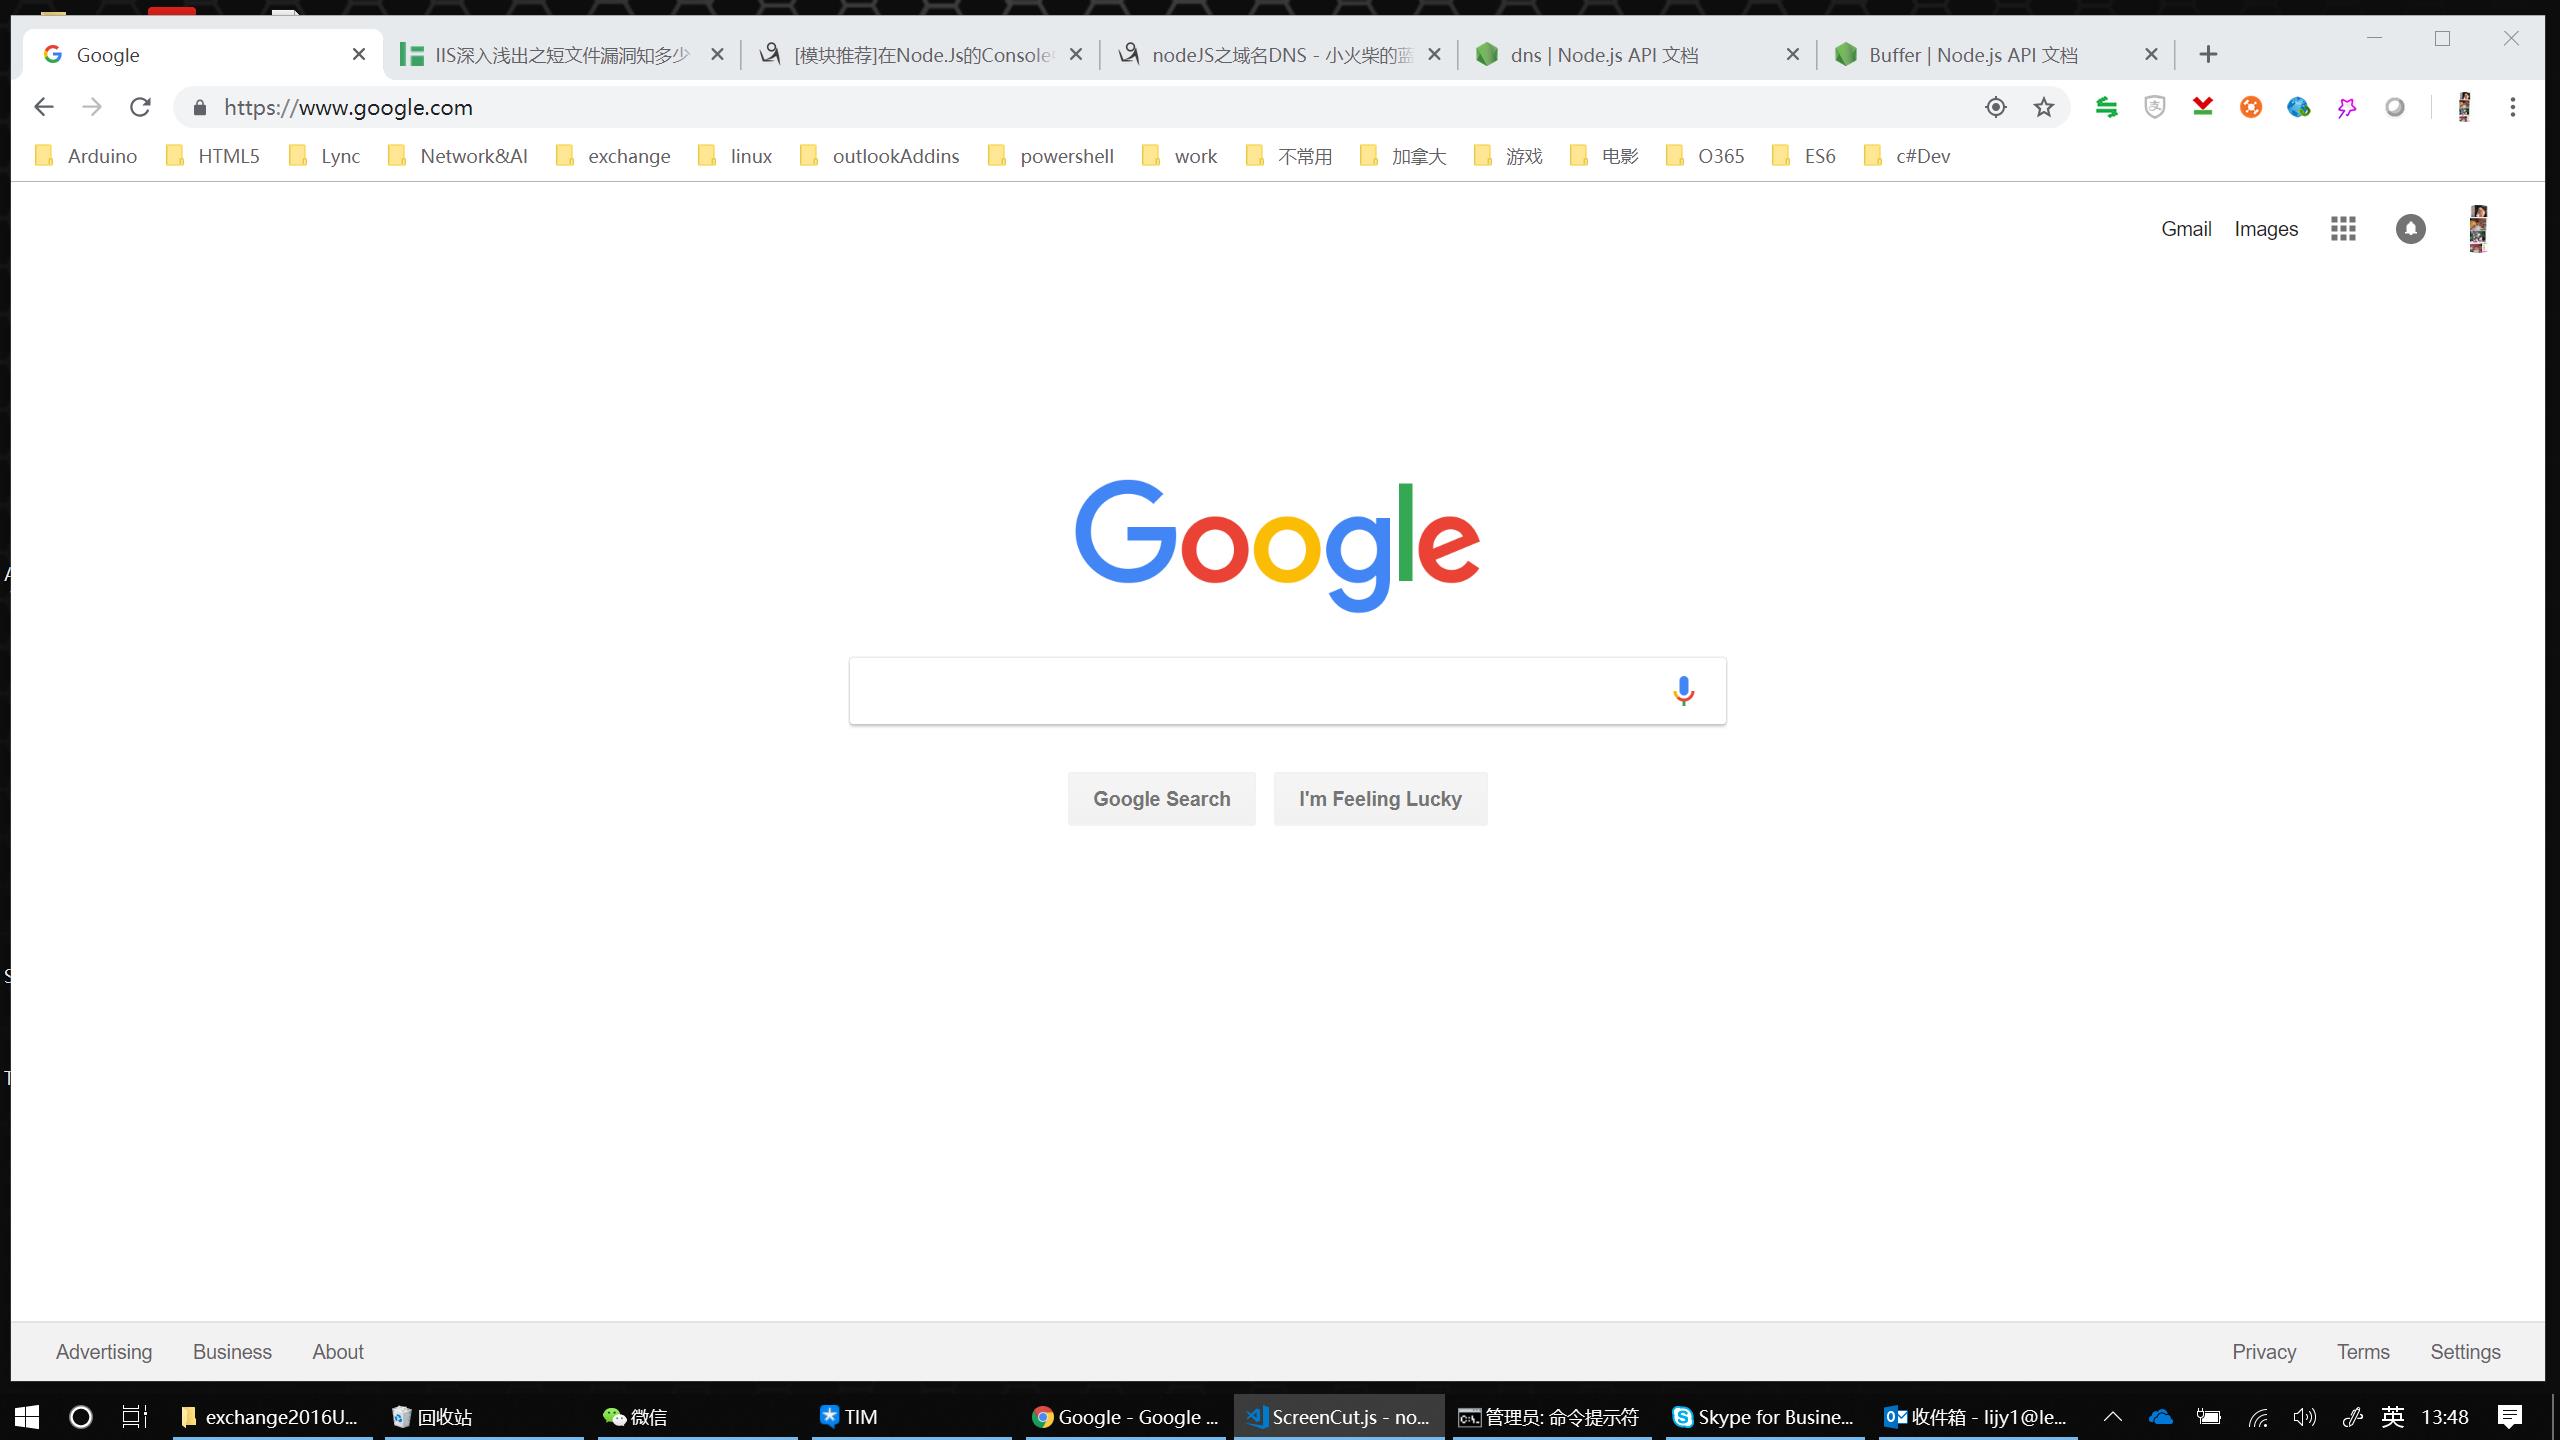 Google
IIS深入浅出之短文件漏洞知多少
[模块推荐]在Node.Js的Console
nodeJS之域名DNS - 小火柴的蓝
dns | Node.js API 文档
Buffer | Node.js API 文档
https://www.google.com
Arduino
HTML5
Lync
Network&AI
exchange
linux
outlookAddins
powershell
work
不常用
加拿大
游戏
电影
O365
ES6
c#Dev
Gmail
Images
Google
Google Search
I'm Feeling Lucky
Advertising
Business
About
Privacy
Terms
Settings
exchange2016U...
回收站
微信
TIM
Google - Google ...
ScreenCut.js - no...
管理员: 命令提示符
Skype for Busine...
收件箱 - lijy1@le...
英
13:48